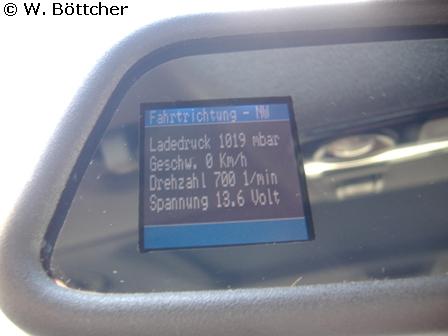 © W. Böttcher
Fahrtrichtung - NW
Ladedruck 1019 mbar
Geschw. 0 Km/h
Drehzahl 700 1/min
Spannung 13.6 Volt